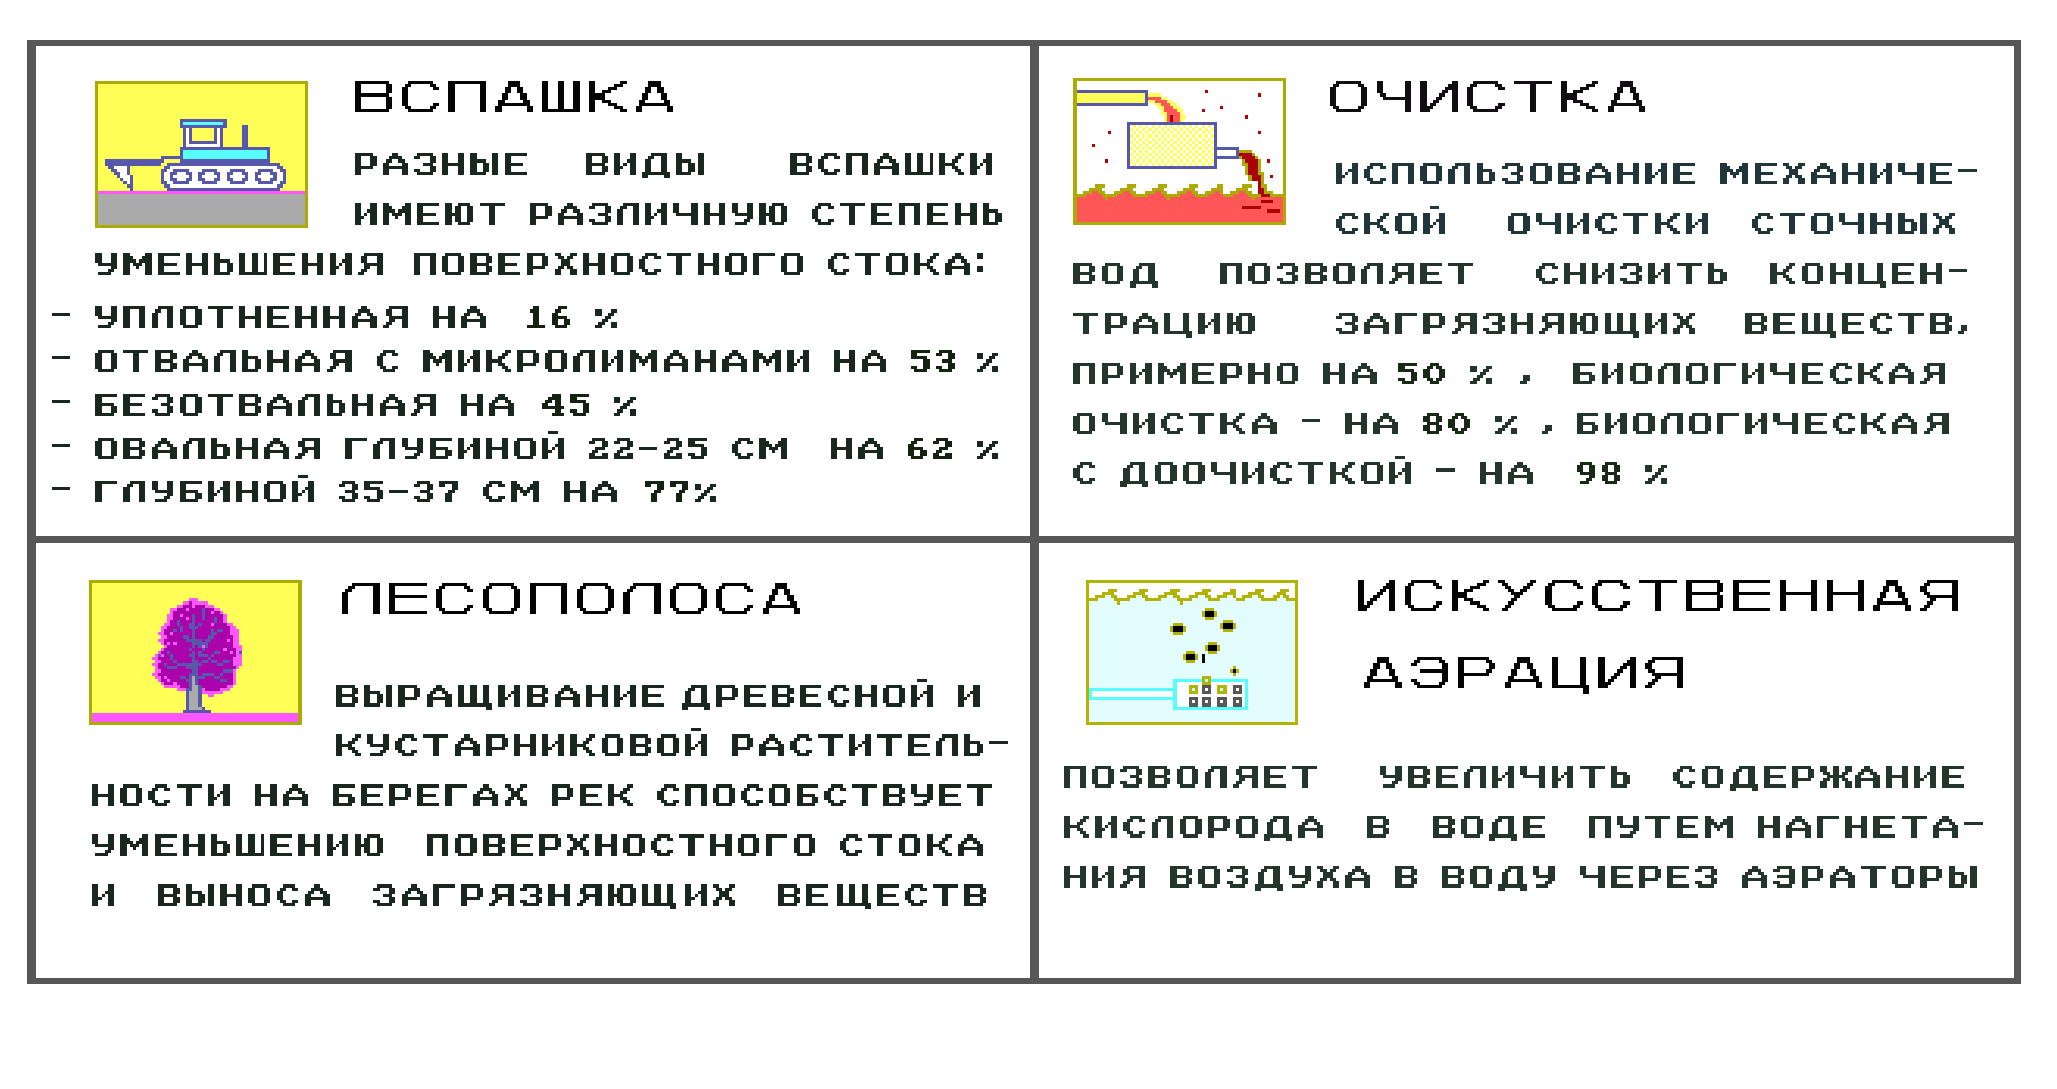 ВСПАШКА
РАЗНЫЕ ВИДЫ ВСПАШКИ
ИМЕЮТ РАЗЛИЧНУЮ СТЕПЕНЬ
УМЕНЬШЕНИЯ ПОВЕРХНОСТНОГО СТОКА:
- УПЛОТНЕННАЯ НА 16 %
- ОТВАЛЬНАЯ С МИКРОЛИМАНАМИ НА 53 %
- БЕЗОТВАЛЬНАЯ НА 45 %
- ОВАЛЬНАЯ ГЛУБИНОЙ 22-25 СМ НА 62 %
- ГЛУБИНОЙ 35-37 СМ НА 77%
ОЧИСТКА
ИСПОЛЬЗОВАНИЕ МЕХАНИЧЕ-
СКОЙ ОЧИСТКИ СТОЧНЫХ
ВОД ПОЗВОЛЯЕТ СНИЗИТЬ КОНЦЕН-
ТРАЦИЮ ЗАГРЯЗНЯЮЩИХ ВЕЩЕСТВ,
ПРИМЕРНО НА 50 % , БИОЛОГИЧЕСКАЯ
ОЧИСТКА - НА 80 % , БИОЛОГИЧЕСКАЯ
С ДООЧИСТКОЙ - НА 98 %
ЛЕСОПОЛОСА
ВЫРАЩИВАНИЕ ДРЕВЕСНОЙ И
КУСТАРНИКОВОЙ РАСТИТЕЛЬ-
НОСТИ НА БЕРЕГАХ РЕК СПОСОБСТВУЕТ
УМЕНЬШЕНИЮ ПОВЕРХНОСТНОГО СТОКА
И ВЫНОСА ЗАГРЯЗНЯЮЩИХ ВЕЩЕСТВ
ИСКУССТВЕННАЯ
АЭРАЦИЯ
ПОЗВОЛЯЕТ УВЕЛИЧИТЬ СОДЕРЖАНИЕ
КИСЛОРОДА В ВОДЕ ПУТЕМ НАГНЕТА-
НИЯ ВОЗДУХА В ВОДУ ЧЕРЕЗ АЭРАТОРЫ